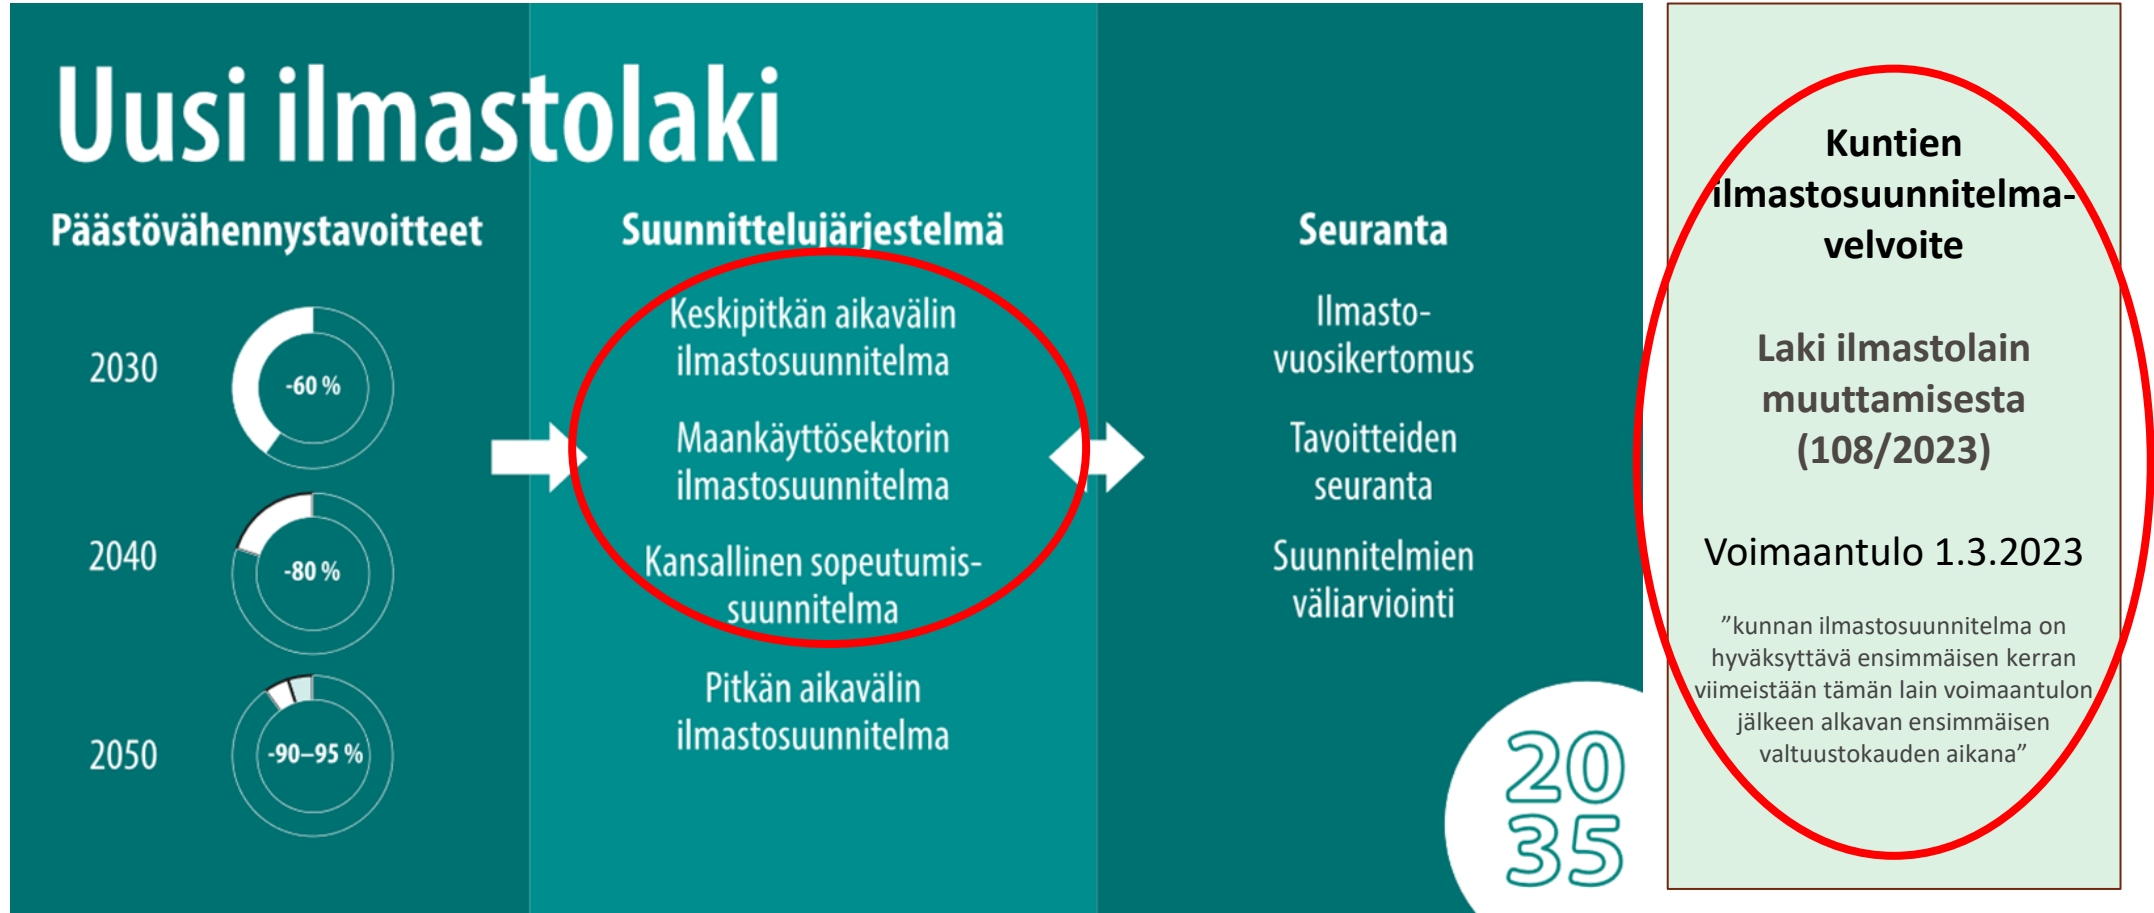 Uusi ilmastolaki
Päästövähennystavoitteet
2030
-60 %
2040
-80 %
2050
-90–95 %
Suunnittelujärjestelmä
Keskipitkän aikavälin
ilmastosuunnitelma
Maankäyttösektorin
ilmastosuunnitelma
Kansallinen sopeutumis-
suunnitelma
Pitkän aikavälin
ilmastosuunnitelma
Seuranta
Ilmasto-
vuosikertomus
Tavoitteiden
seuranta
Suunnitelmien
väliarviointi
20
35
Kuntien
ilmastosuunnitelma-
velvoite
Laki ilmastolain
muuttamisesta
(108/2023)
Voimaantulo 1.3.2023
”kunnan ilmastosuunnitelma on
hyväksyttävä ensimmäisen kerran
viimeistään tämän lain voimaantulon
jälkeen alkavan ensimmäisen
valtuustokauden aikana”